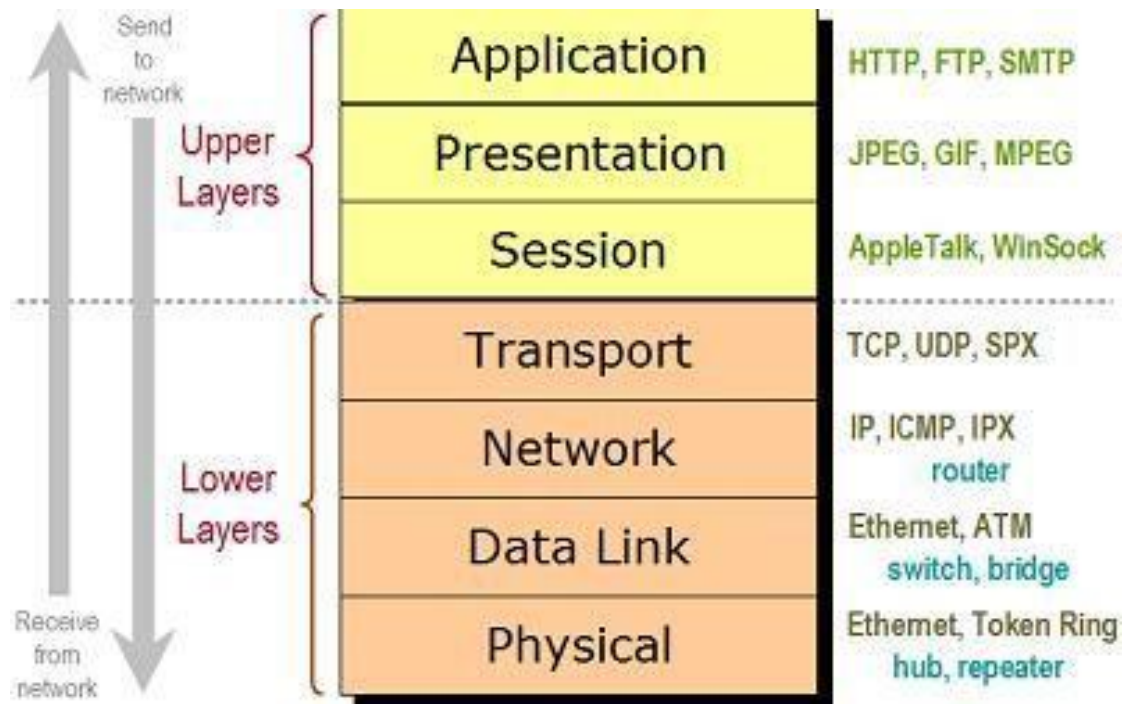 Send
to
network
Upper
Layers
Application
HTTP, FTP, SMTP
Presentation
JPEG, GIF, MPEG
Session
AppleTalk, WinSock
Lower
Layers
Transport
TCP, UDP, SPX
Network
IP, ICMP, IPX
router
Data Link
Ethernet, ATM
switch, bridge
Physical
Ethernet, Token Ring
hub, repeater
Receive
from
network